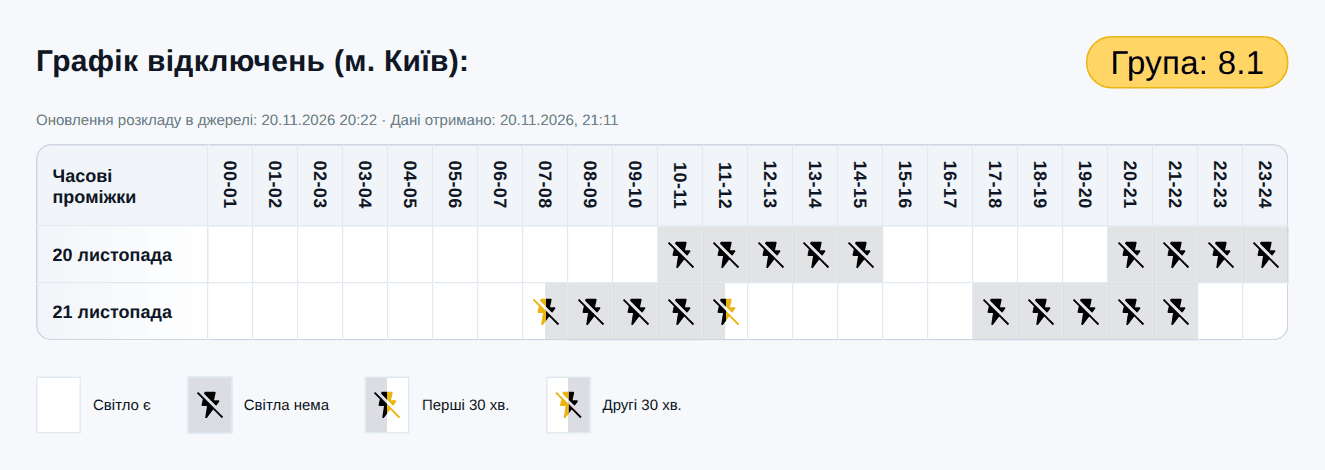 Графік відключень (м. Київ):
Група: 8.1
Оновлення розкладу в джерелі: 20.11.2026 20:22 · Дані отримано: 20.11.2026, 21:11
Часові
проміжки
00-01
01-02
02-03
03-04
04-05
05-06
06-07
07-08
08-09
09-10
10-11
11-12
12-13
13-14
14-15
15-16
16-17
17-18
18-19
19-20
20-21
21-22
22-23
23-24
20 листопада
21 листопада
Світло є
Світла нема
Перші 30 хв.
Другі 30 хв.